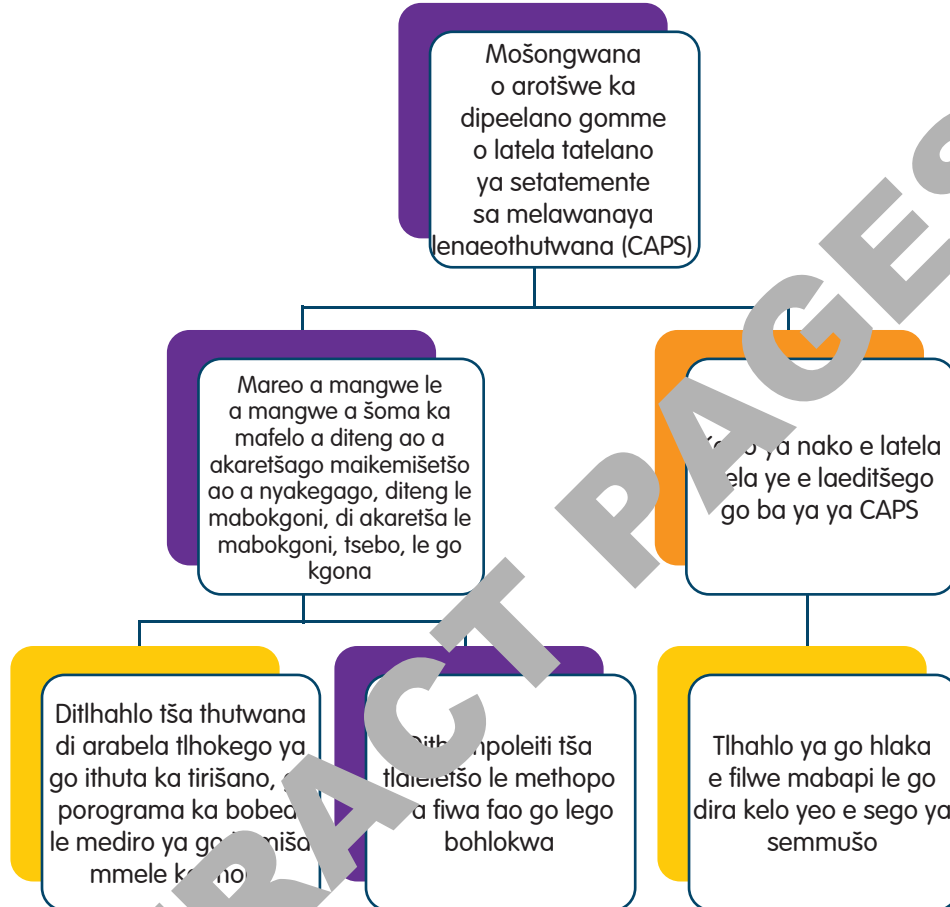 Mošongwana
o arotšwe ka
dipeelano gomme
o latela tatelano
ya setatemente
sa melawanaya
lenaeothutwana (CAPS)
Mareo a mangwe le
a mangwe a šoma ka
mafelo a diteng ao a
akaretšago maikemišetšo
ao a nyakegago, diteng le
mabokgoni, di akaretša le
mabokgoni, tsebo, le go
kgona
ya nako e latela
ye e laeditšego
go ba ya ya CAPS
Ditlhahlo tša thutwana
di arabela tlhokego ya
go ithuta ka tirišano,
porograma ka
le mediro ya
mmele
tša
tlaleletšo le methopo
fiwa fao go lego
bohlokwa
Tlhahlo ya go hlaka
e filwe mabapi le go
dira kelo yeo e sego ya
semmušo
EXTRACT PAGES